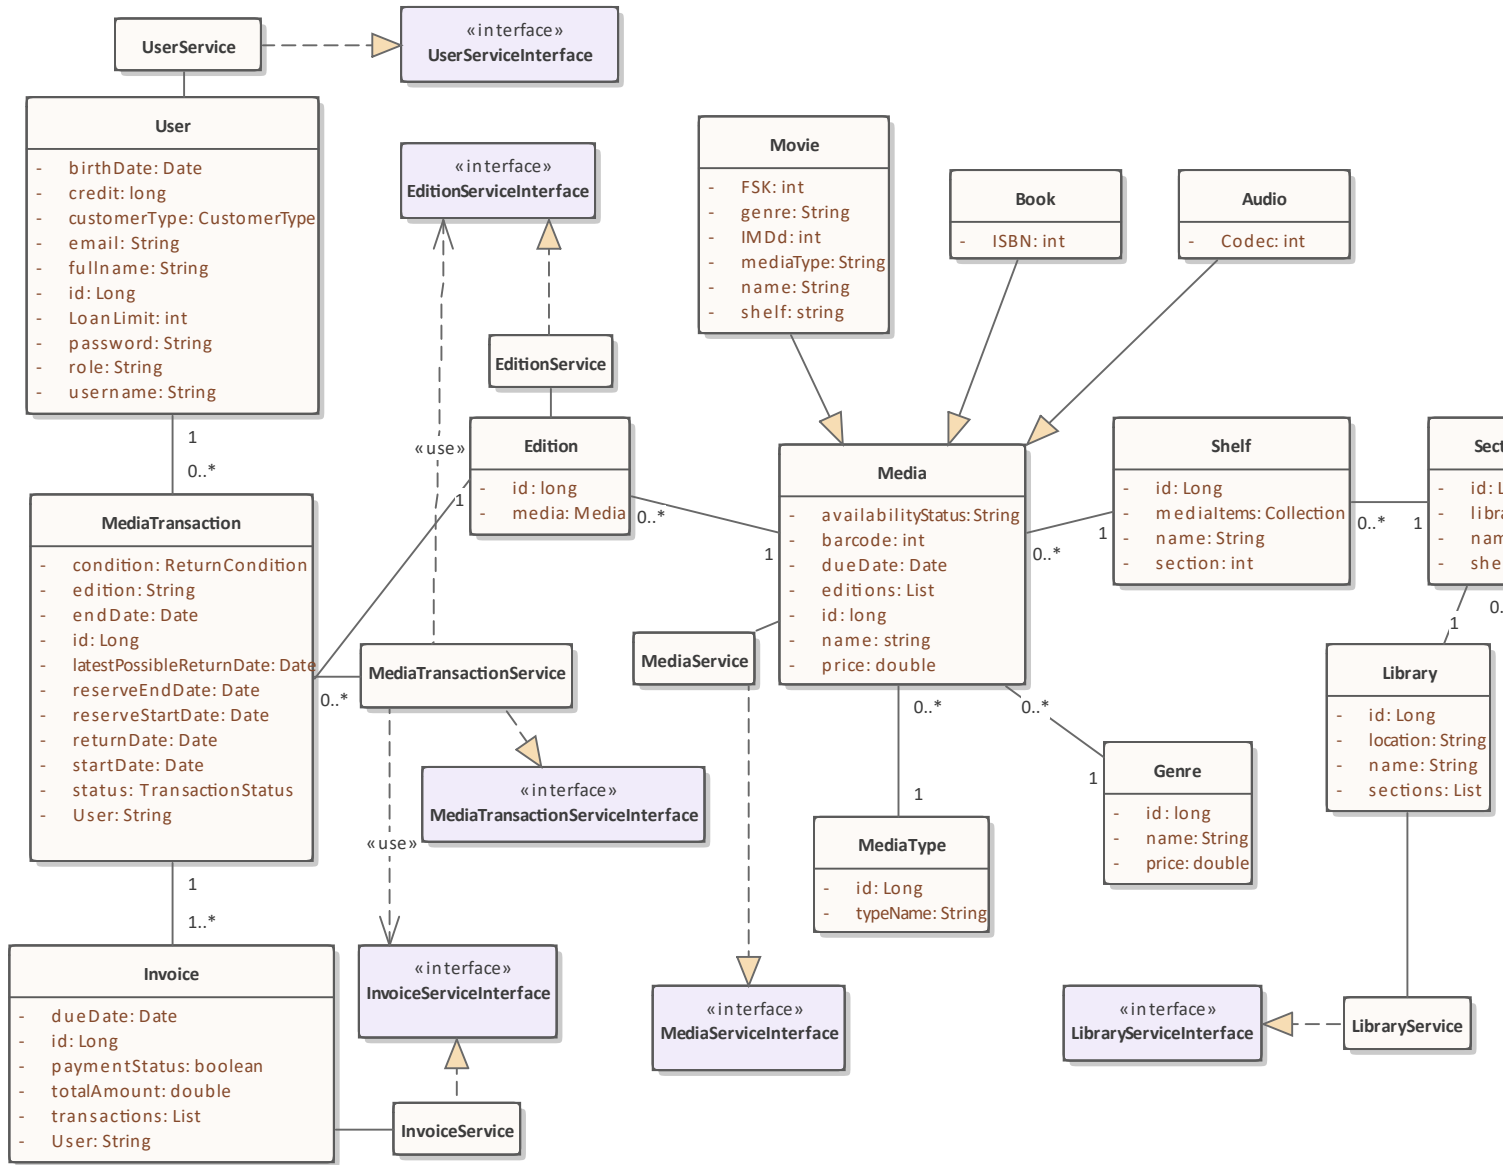 UserService
«interface»
UserServiceInterface
User
- birthDate: Date
- credit: long
- customerType: CustomerType
- email: String
- fullname: String
- id: Long
- LoanLimit: int
- password: String
- role: String
- username: String
«interface»
EditionServiceInterface
Movie
- FSK: int
- genre: String
- IMDd: int
- mediaType: String
- name: String
- shelf: string
Book
- ISBN: int
Audio
- Codec: int
EditionService
«use»
Edition
- id: long
- media: Media
1
0..*
1
0..*
1
Media
- availabilityStatus: String
- barcode: int
- dueDate: Date
- editions: List
- id: long
- name: string
- price: double
0..*
1
Shelf
- id: Long
- mediaItems: Collection
- name: String
- section: int
0..*
1
Sect
- id: L
- libra
- nam
- she
0..
1
MediaTransaction
- condition: ReturnCondition
- edition: String
- endDate: Date
- id: Long
- latestPossibleReturnDate: Date
- reserveEndDate: Date
- reserveStartDate: Date
- returnDate: Date
- startDate: Date
- status: TransactionStatus
- User: String
0..*
MediaTransactionService
MediaService
«interface»
MediaTransactionServiceInterface
«use»
0..*
1
0..*
1
MediaType
- id: Long
- typeName: String
Genre
- id: long
- name: String
- price: double
Library
- id: Long
- location: String
- name: String
- sections: List
1
1..*
Invoice
- dueDate: Date
- id: Long
- paymentStatus: boolean
- totalAmount: double
- transactions: List
- User: String
«interface»
InvoiceServiceInterface
InvoiceService
«interface»
MediaServiceInterface
«interface»
LibraryServiceInterface
LibraryService